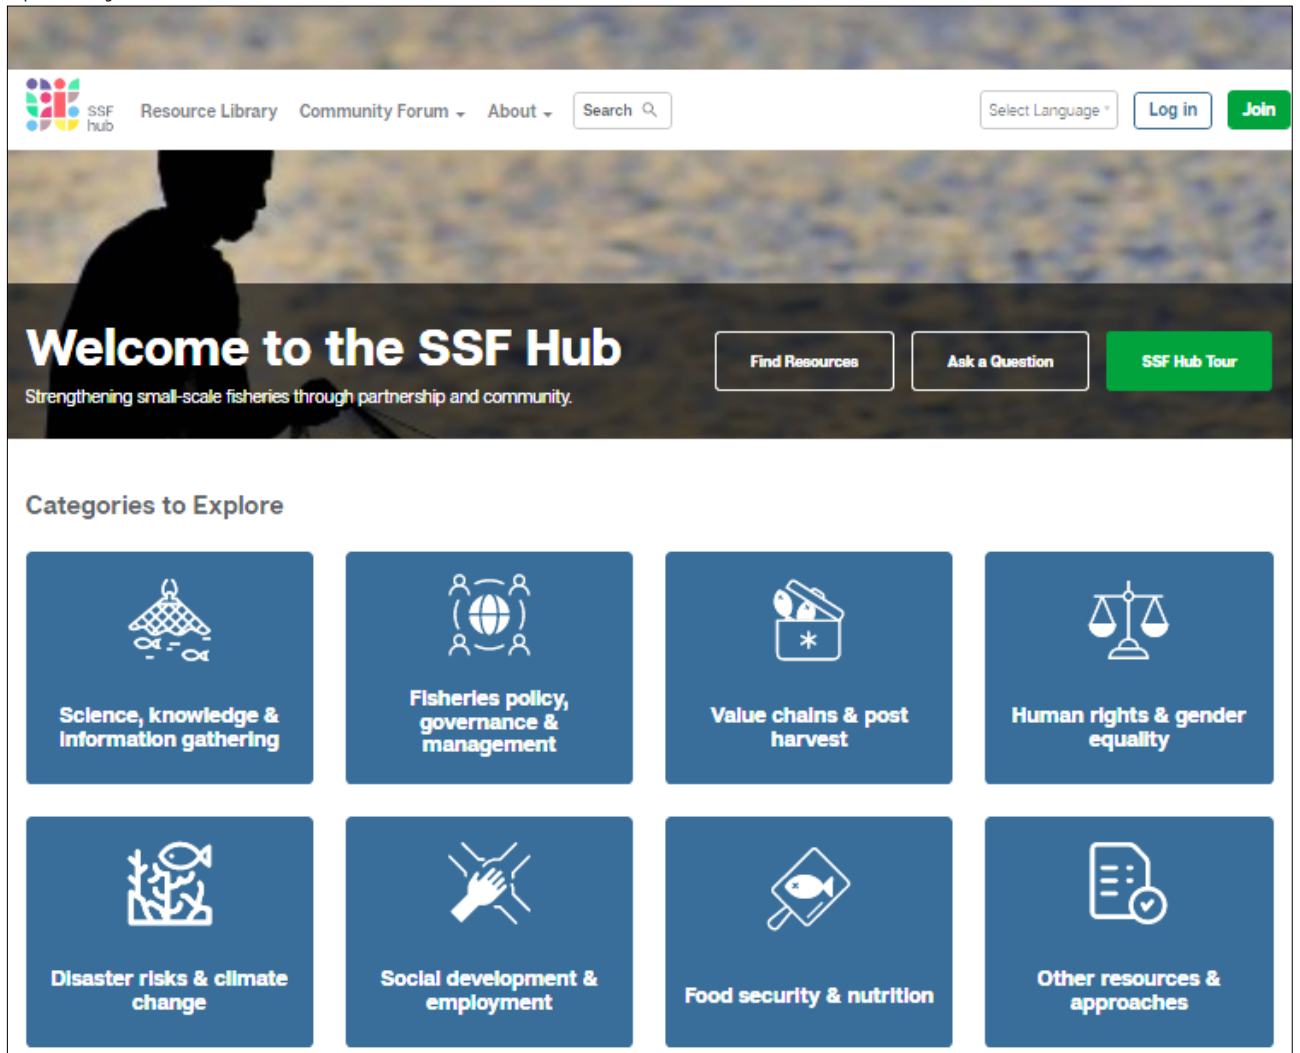 SSF
hub
Resource Library
Community Forum
About
Search
Select Language
Log in
Join
Welcome to the SSF Hub
Strengthening small-scale fisheries through partnership and community.
Find Resources
Ask a Question
SSF Hub Tour
Categories to Explore
Science, knowledge &
information gathering
Fisheries policy,
governance &
management
Value chains & post
harvest
Human rights & gender
equality
Disaster risks & climate
change
Social development &
employment
Food security & nutrition
Other resources &
approaches